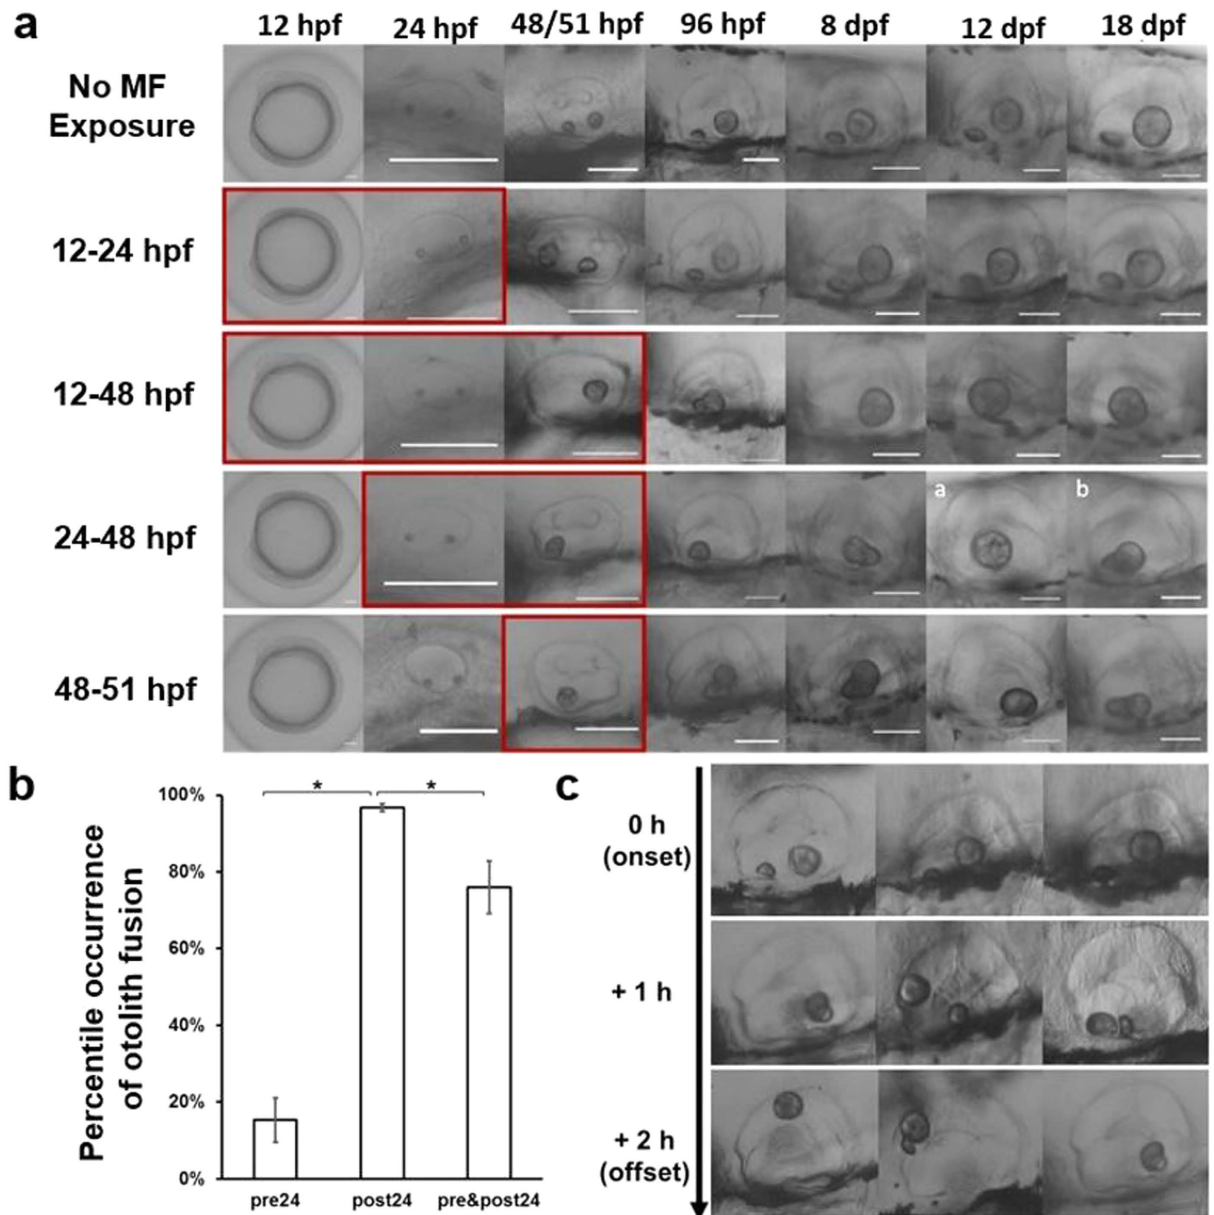 a
12 hpf 24 hpf 48/51 hpf 96 hpf 8 dpf 12 dpf 18 dpf
No MF
Exposure
12-24 hpf
12-48 hpf
24-48 hpf
a b
48-51 hpf
b
Percentile occurrence
of otolith fusion
100%
80%
60%
40%
20%
0%
* *
pre24 post24 pre&post24
c
0 h
(onset)
+ 1 h
+ 2 h
(offset)